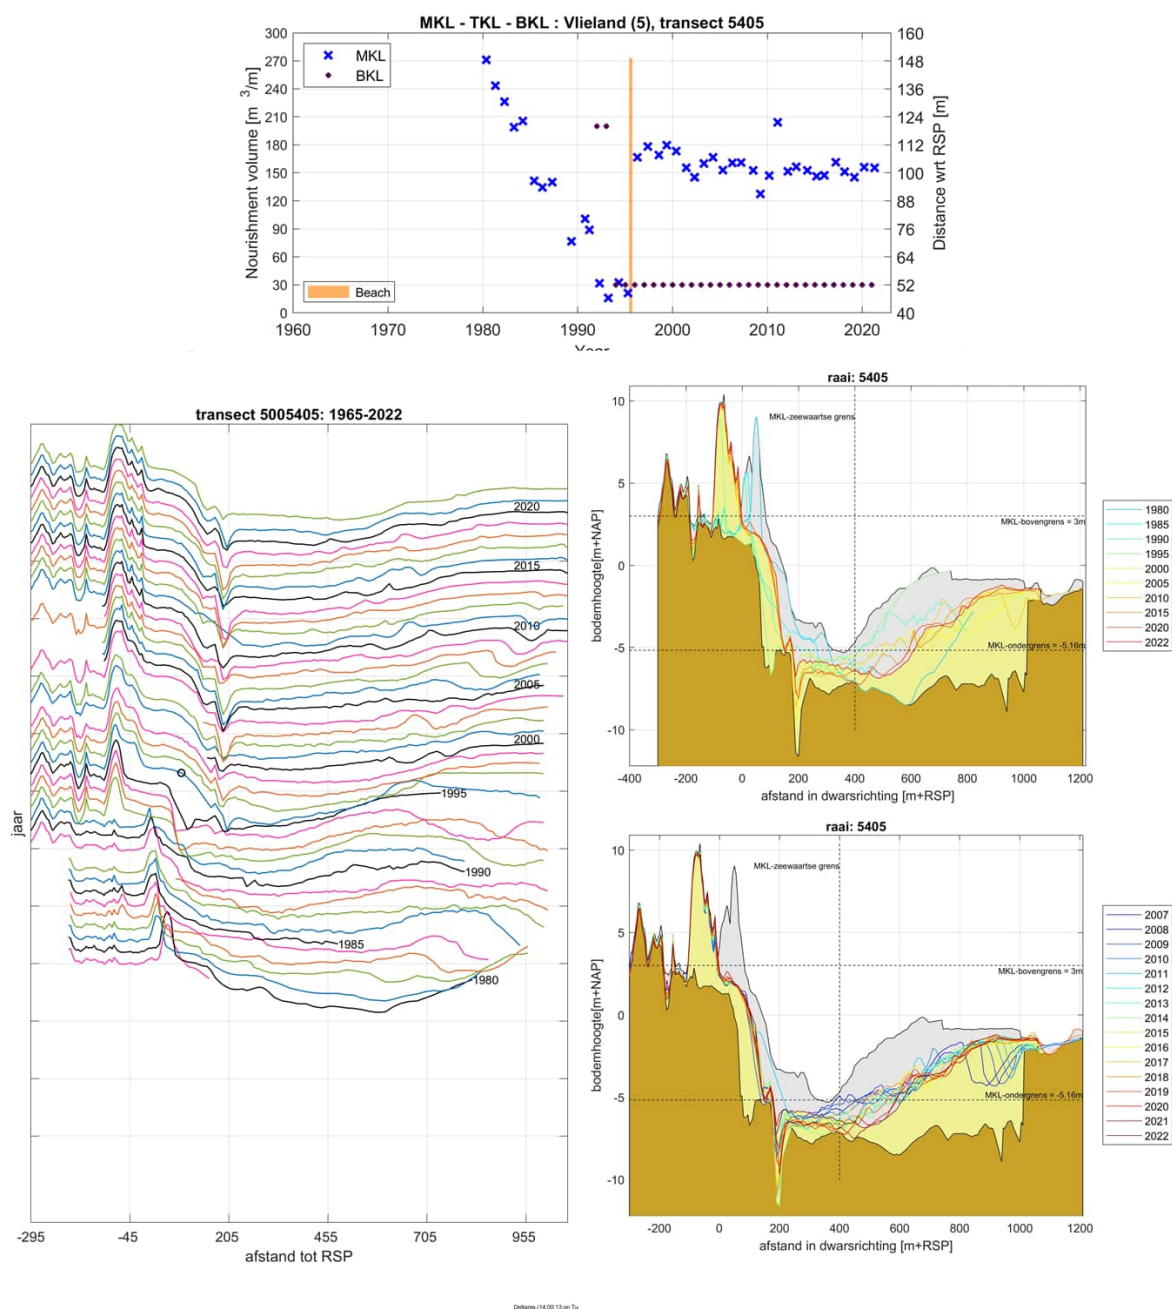 MKL - TKL - BKL : Vlieland (5), transect 5405
Nourishment volume [m³/m]
Distance wrt RSP [m]
300
270
240
210
180
150
120
90
60
30
0
160
148
136
124
112
100
88
76
64
52
40
MKL
BKL
Beach
1960 1970 1980 1990 2000 2010 2020
Year
transect 5005405: 1965-2022
jaar
2020
2015
2010
2005
2000
1995
1990
1985
1980
-295 -45 205 455 705 955
afstand tot RSP
raai: 5405
bodemhoogte[m+NAP]
10
5
0
-5
-10
MKL-zeewaartse grens
MKL-bovengrens = 3m
MKL-ondergrens = -5.16m
-400 -200 0 200 400 600 800 1000 1200
afstand in dwarsrichting [m+RSP]
1980
1985
1990
1995
2000
2005
2010
2015
2020
2022
raai: 5405
bodemhoogte[m+NAP]
10
5
0
-5
-10
MKL-zeewaartse grens
MKL-bovengrens = 3m
MKL-ondergrens = -5.16m
-200 0 200 400 600 800 1000 1200
afstand in dwarsrichting [m+RSP]
2007
2008
2009
2010
2011
2012
2013
2014
2015
2016
2017
2018
2019
2020
2021
2022
Deltares (14:00:13 on Tu